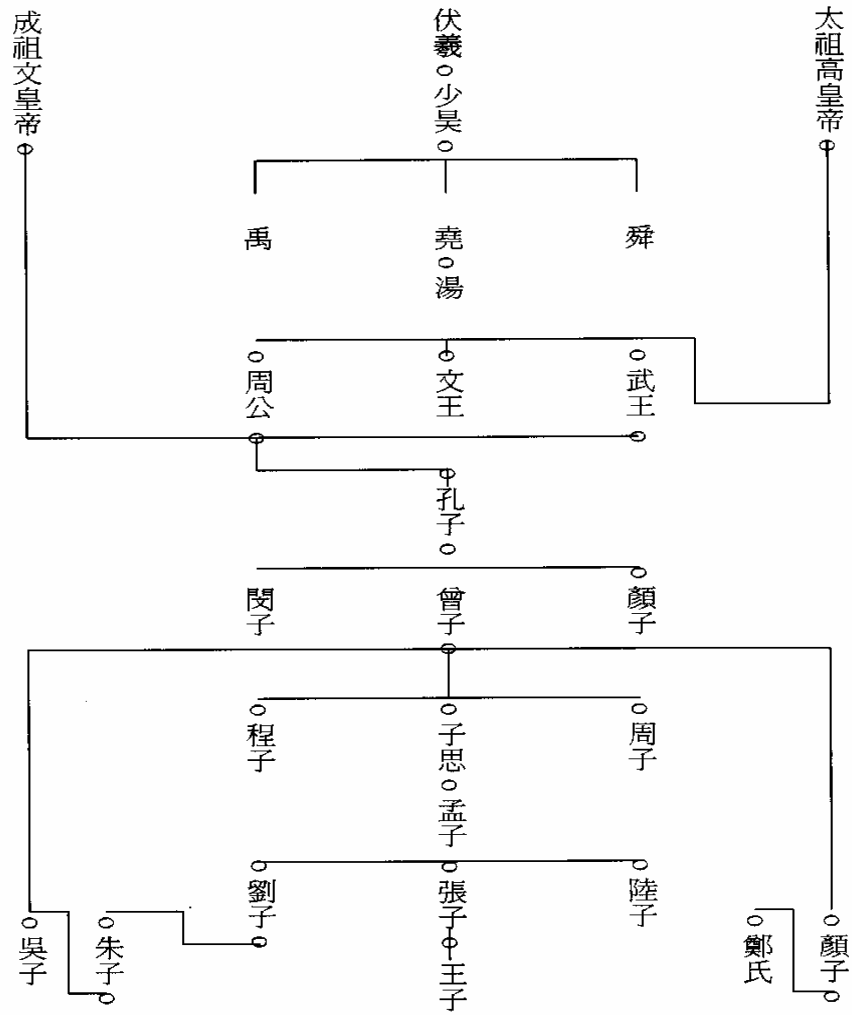 太祖高皇帝
伏羲○少昊○
成祖文皇帝
舜
堯○湯
禹
武王
文王
周公
孔子
顏子
曾子
閔子
周子
子思○孟子
程子
陸子
張子○王子
劉子
顏子
鄭氏
朱子
吳子